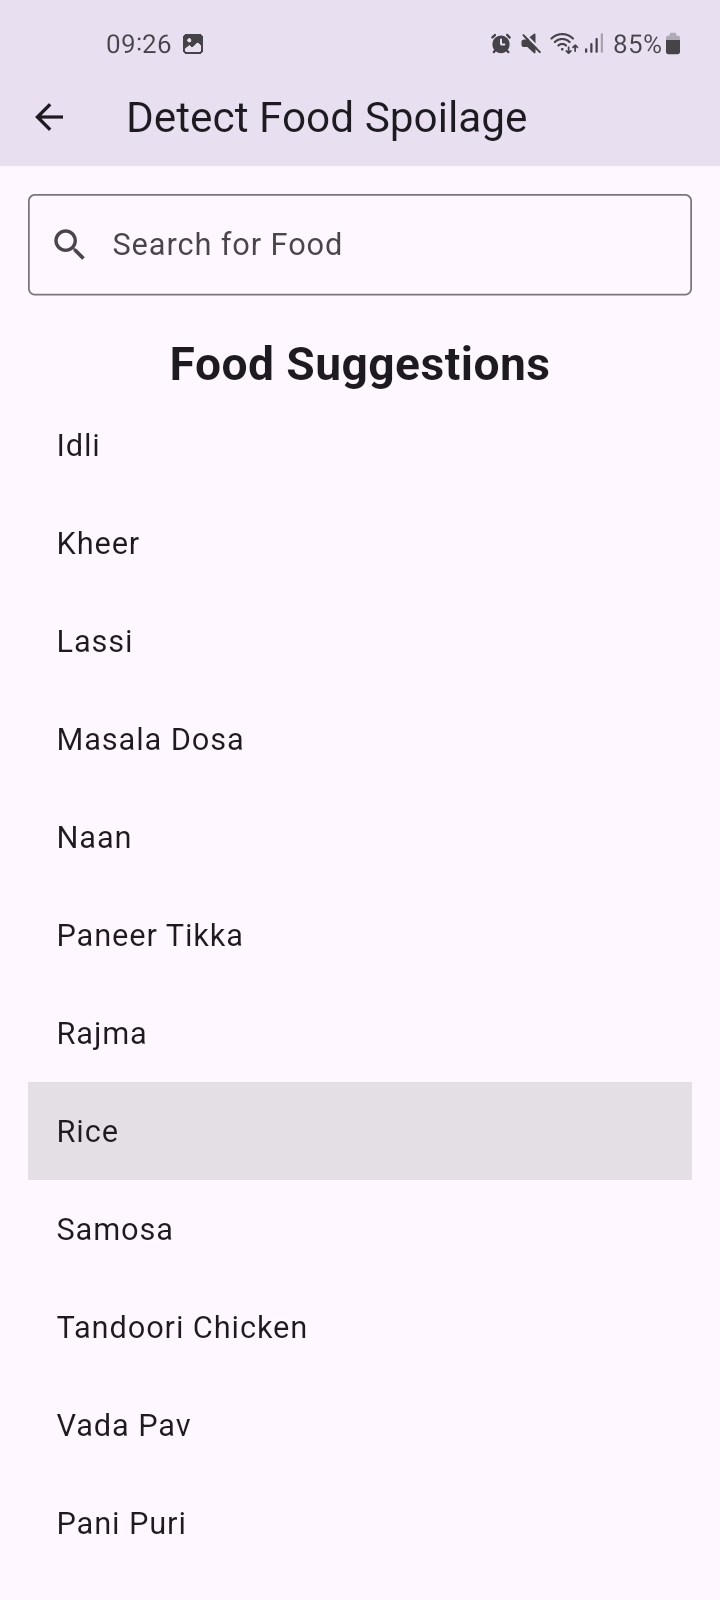 09:26
85%
Detect Food Spoilage
Search for Food
Food Suggestions
Idli
Kheer
Lassi
Masala Dosa
Naan
Paneer Tikka
Rajma
Rice
Samosa
Tandoori Chicken
Vada Pav
Pani Puri